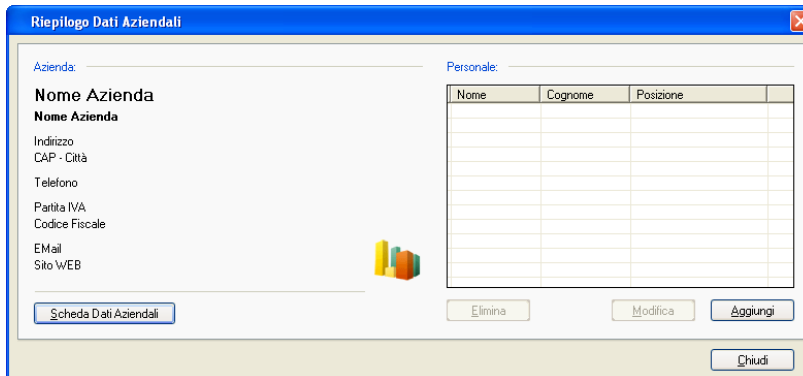 Riepilogo Dati Aziendali
Azienda:
Nome Azienda
Nome Azienda
Indirizzo
CAP - Città
Telefono
Partita IVA
Codice Fiscale
EMail
Sito WEB
Scheda Dati Aziendali
Personale:
Nome Cognome Posizione
Elimina Modifica Aggiungi
Chiudi